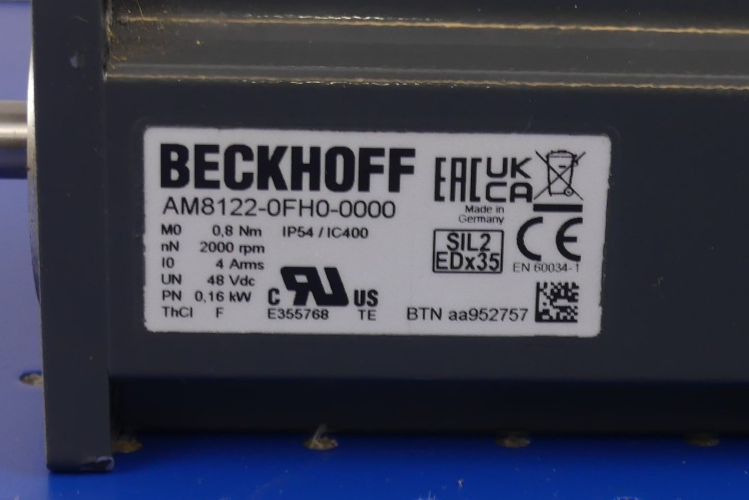 BECKHOFF
EAC UK CA
AM8122-0FH0-0000
Made in
Germany
M0 0,8 Nm IP54 / IC400
nN 2000 rpm
I0 4 Arms
UN 48 Vdc
PN 0,16 kW
ThCl F
SIL2
EDx35
CE
EN 60034-1
C RU US
E355768 TE
BTN aa952757